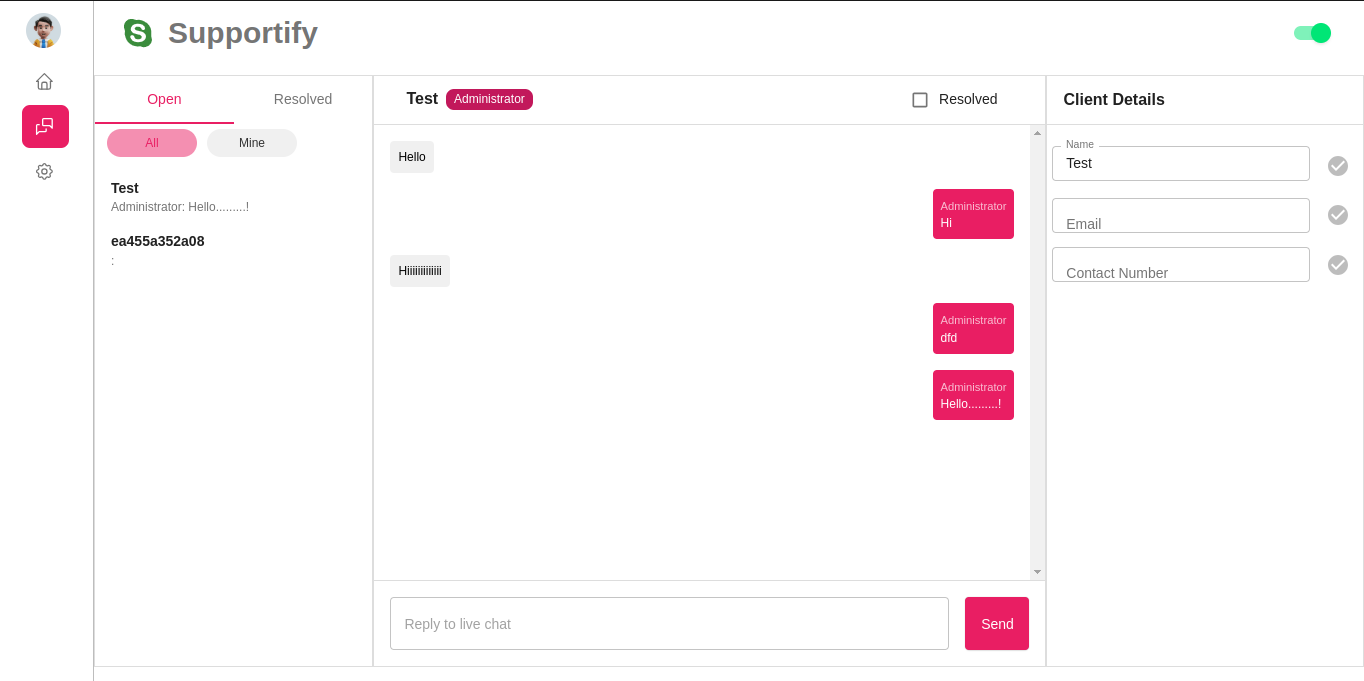 Supportify
Open Resolved
All Mine
Test
Administrator: Hello.........!
ea455a352a08
:
Test Administrator Resolved
Hello
Administrator
Hi
Hiiiiiiiiiiiiii
Administrator
dfd
Administrator
Hello.........!
Reply to live chat Send
Client Details
Name
Test
Email
Contact Number